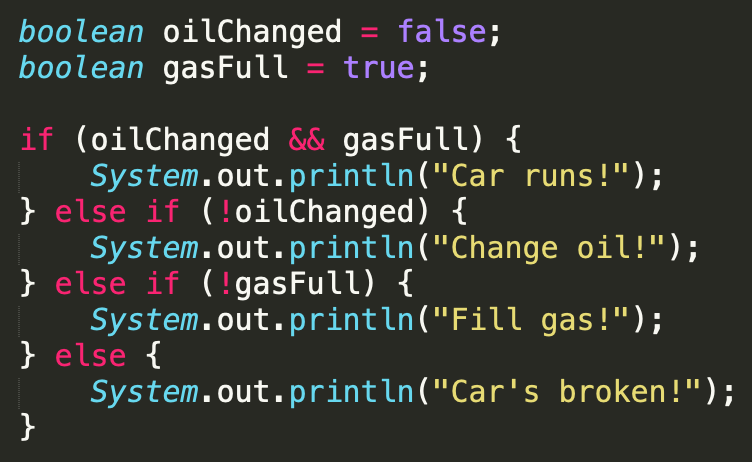 boolean oilChanged = false;
boolean gasFull = true;

if (oilChanged && gasFull) {
    System.out.println("Car runs!");
} else if (!oilChanged) {
    System.out.println("Change oil!");
} else if (!gasFull) {
    System.out.println("Fill gas!");
} else {
    System.out.println("Car's broken!");
}